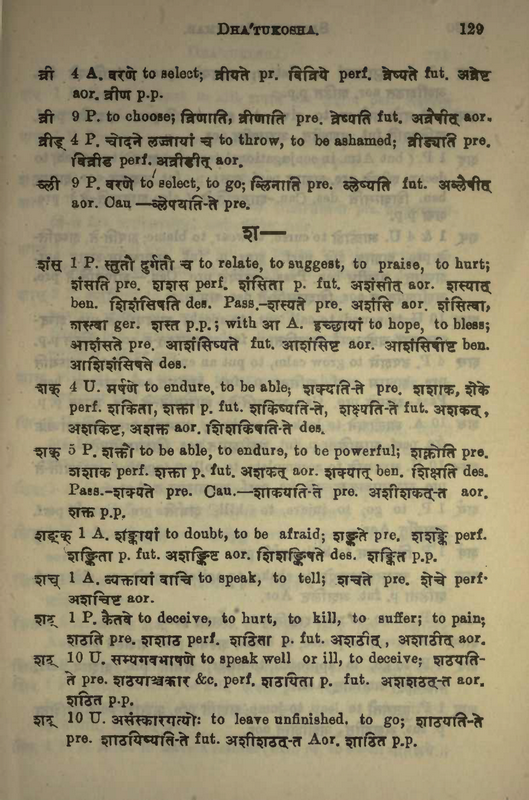 DHA'TUKOSHA. 129
व्री 4 A. वरणे to select; व्रीयते pr. विव्रिये perf. व्रेष्यते fut. अव्रेष्ट
aor. व्रीण p.p.
व्री 9 P. to choose; व्रिणाति, व्रीणाति pre. व्रेष्यति fut. अव्रैषीत् aor.
व्रीड् 4 P. चोदने लज्जायां च to throw, to be ashamed; व्रीड्यति pre.
विव्रीड perf. अव्रीडीत् aor.
व्ली 9 P. वरणे to select, to go; व्लिनाति pre. व्लेष्यति fut. अव्लैषीत्
aor. Cau —व्लेपयति-ते pre.
श—
शंस् 1 P. स्तुतौ दुर्गतौ च to relate, to suggest, to praise, to hurt;
शंसति pre. शशंस perf. शंसिता p. fut. अशंसीत् aor. शस्यात्
ben. शिशंसिषति des. Pass.-शस्यते pre. अशंसि aor. शंसित्वा,
शस्त्वा ger. शस्त p.p.; with आ A. इच्छायां to hope, to bless;
आशंसते pre. आशंसिष्यते fut. आशंसिष्ट aor. आशंसिषीष्ट ben.
आशिशंसिषते des.
शक् 4 U. मर्षणे to endure, to be able; शक्यति-ते pre. शशाक, शेके
perf. शकिता, शक्ता p. fut. शकिष्यति-ते, शक्ष्यति-ते fut. अशकत्,
अशकिष्ट, अशक्त aor. शिशकिषति-ते des.
शक् 5 P. शक्तौ to be able, to endure, to be powerful; शक्नोति pre.
शशाक perf. शक्ता p. fut. अशकत् aor. शक्यात् ben. शिक्षति des.
Pass.-शक्यते pre. Cau.—शाकयति-ते pre. अशीशकत्-त aor.
शक्त p.p.
शङ्क् 1 A. शङ्कायां to doubt, to be afraid; शङ्कते pre. शशङ्के perf.
शङ्किता p. fut. अशङ्किष्ट aor. शिशङ्किषते des. शङ्कित p.p.
शच् 1 A. व्यक्तायां वाचि to speak, to tell; शचते pre. शेचे perf.
अशचिष्ट aor.
शठ् 1 P. कैतवे to deceive, to hurt, to kill, to suffer; to pain;
शठति pre. शशाठ perf. शठिता p. fut. अशठीत्, अशाठीत् aor.
शठ् 10 U. सम्यगवभाषणे to speak well or ill, to deceive; शठयति-
ते pre. शठयाञ्चकार &c. perf. शठयिता p. fut. अशशठत्-त aor.
शठित p.p.
शठ् 10 U. असंस्कारगत्योः to leave unfinished. to go; शाठयति-ते
pre. शाठयिष्यति-ते fut. अशीशठत्-त Aor. शाठित p.p.